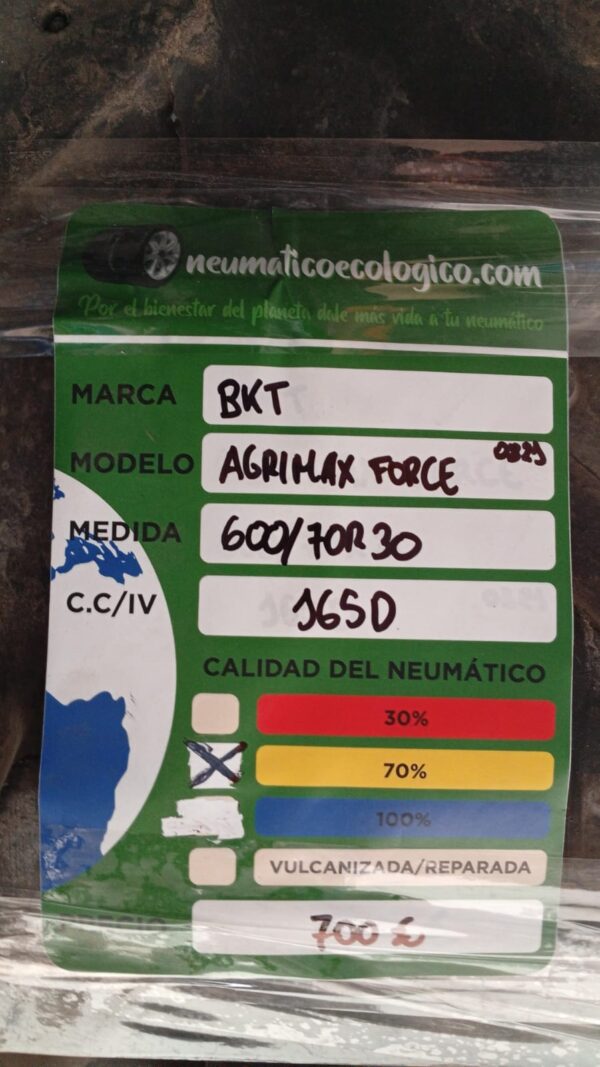 neumaticoecologico.com
Por el bienestar del planeta dale más vida a tu neumático
MARCA BKT
MODELO AGRIMAX FORCE
MEDIDA 600/70R30
C.C/IV 165D
CALIDAD DEL NEUMÁTICO
30%
70%
100%
VULCANIZADA/REPARADA
700 €